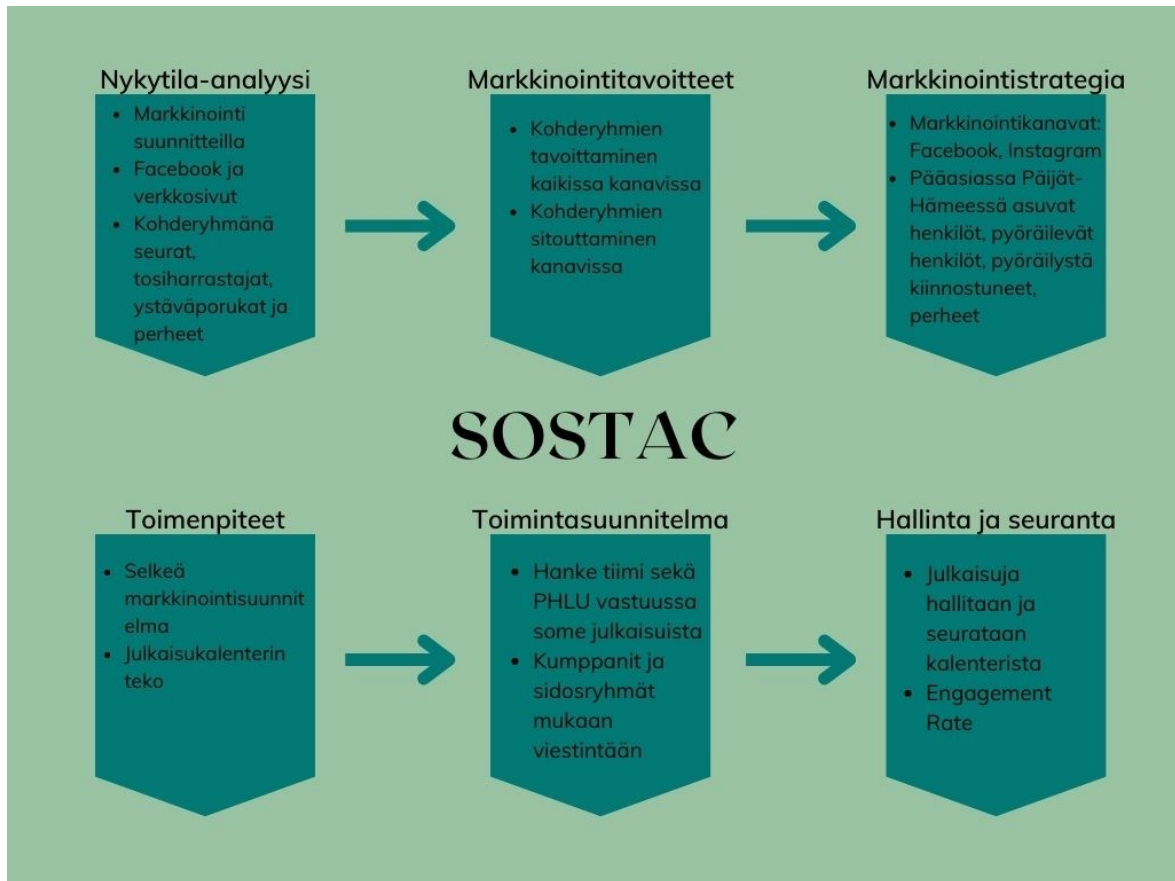 Nykytila-analyysi
• Markkinointi
suunnitteilla
• Facebook ja
verkkosivut
• Kohderyhmänä
seurat,
tosiharrastajat,
ystäväporukat ja
perheet
Markkinointitavoitteet
• Kohderyhmien
tavoittaminen
kaikissa kanavissa
• Kohderyhmien
sitouttaminen
kanavissa
Markkinointistrategia
• Markkinointikanavat:
Facebook, Instagram
• Pääasiassa Päijät-
Hämeessä asuvat
henkilöt, pyöräilevät
henkilöt, pyöräilystä
kiinnostuneet,
perheet
SOSTAC
Toimenpiteet
• Selkeä
markkinointisuunnit
elma
• Julkaisukalenterin
teko
Toimintasuunnitelma
• Hanke tiimi sekä
PHLU vastuussa
some julkaisuista
• Kumppanit ja
sidosryhmät
mukaan
viestintään
Hallinta ja seuranta
• Julkaisuja
hallitaan ja
seurataan
kalenterista
• Engagement
Rate